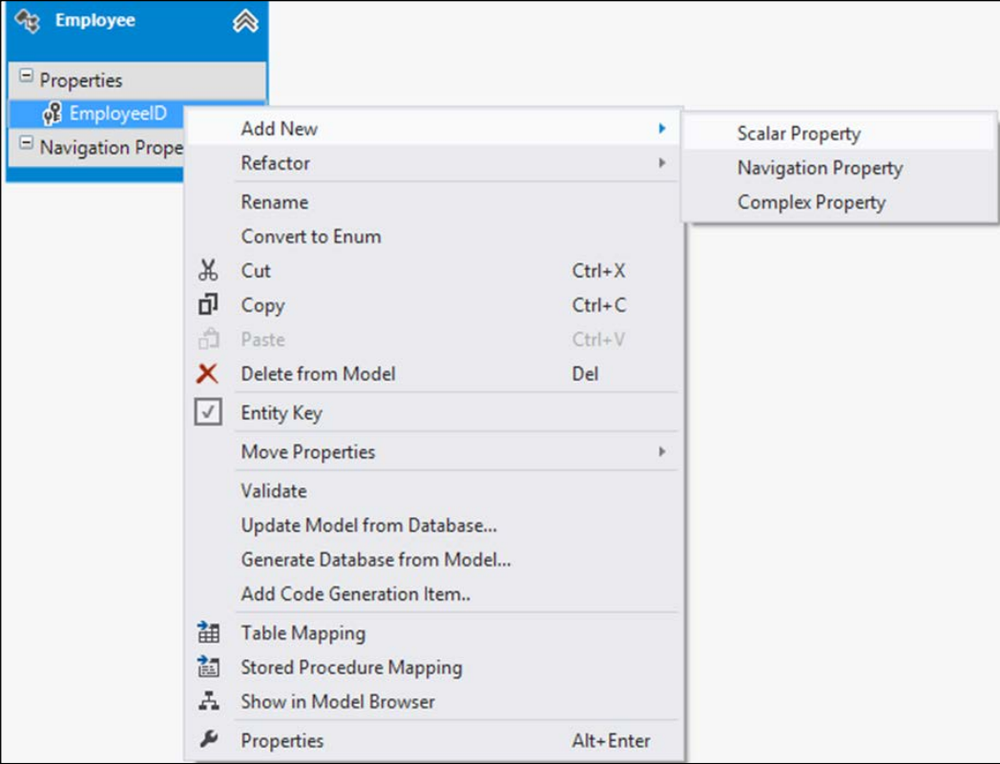 Employee
Properties
EmployeeID
Navigation Prope
Add New
Refactor
Rename
Convert to Enum
Cut Ctrl+X
Copy Ctrl+C
Paste Ctrl+V
Delete from Model Del
Entity Key
Move Properties
Validate
Update Model from Database...
Generate Database from Model...
Add Code Generation Item..
Table Mapping
Stored Procedure Mapping
Show in Model Browser
Properties Alt+Enter
Scalar Property
Navigation Property
Complex Property